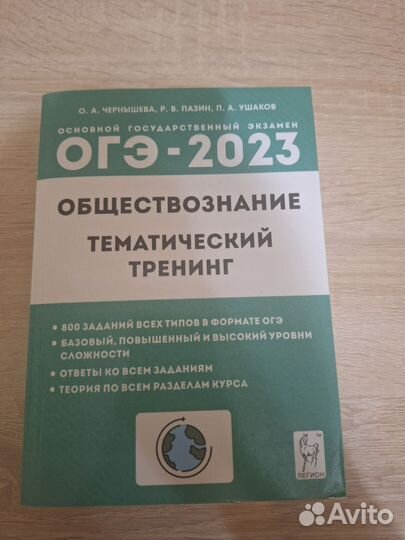 О. А. ЧЕРНЫШЕВА, Р. В. ПАЗИН, П. А. УШАКОВ
ОСНОВНОЙ ГОСУДАРСТВЕННЫЙ ЭКЗАМЕН
ОГЭ - 2023
ОБЩЕСТВОЗНАНИЕ
ТЕМАТИЧЕСКИЙ
ТРЕНИНГ
• 800 ЗАДАНИЙ ВСЕХ ТИПОВ В ФОРМАТЕ ОГЭ
• БАЗОВЫЙ, ПОВЫШЕННЫЙ И ВЫСОКИЙ УРОВНИ
СЛОЖНОСТИ
• ОТВЕТЫ КО ВСЕМ ЗАДАНИЯМ
• ТЕОРИЯ ПО ВСЕМ РАЗДЕЛАМ КУРСА
ЛЕГИОН
Avito